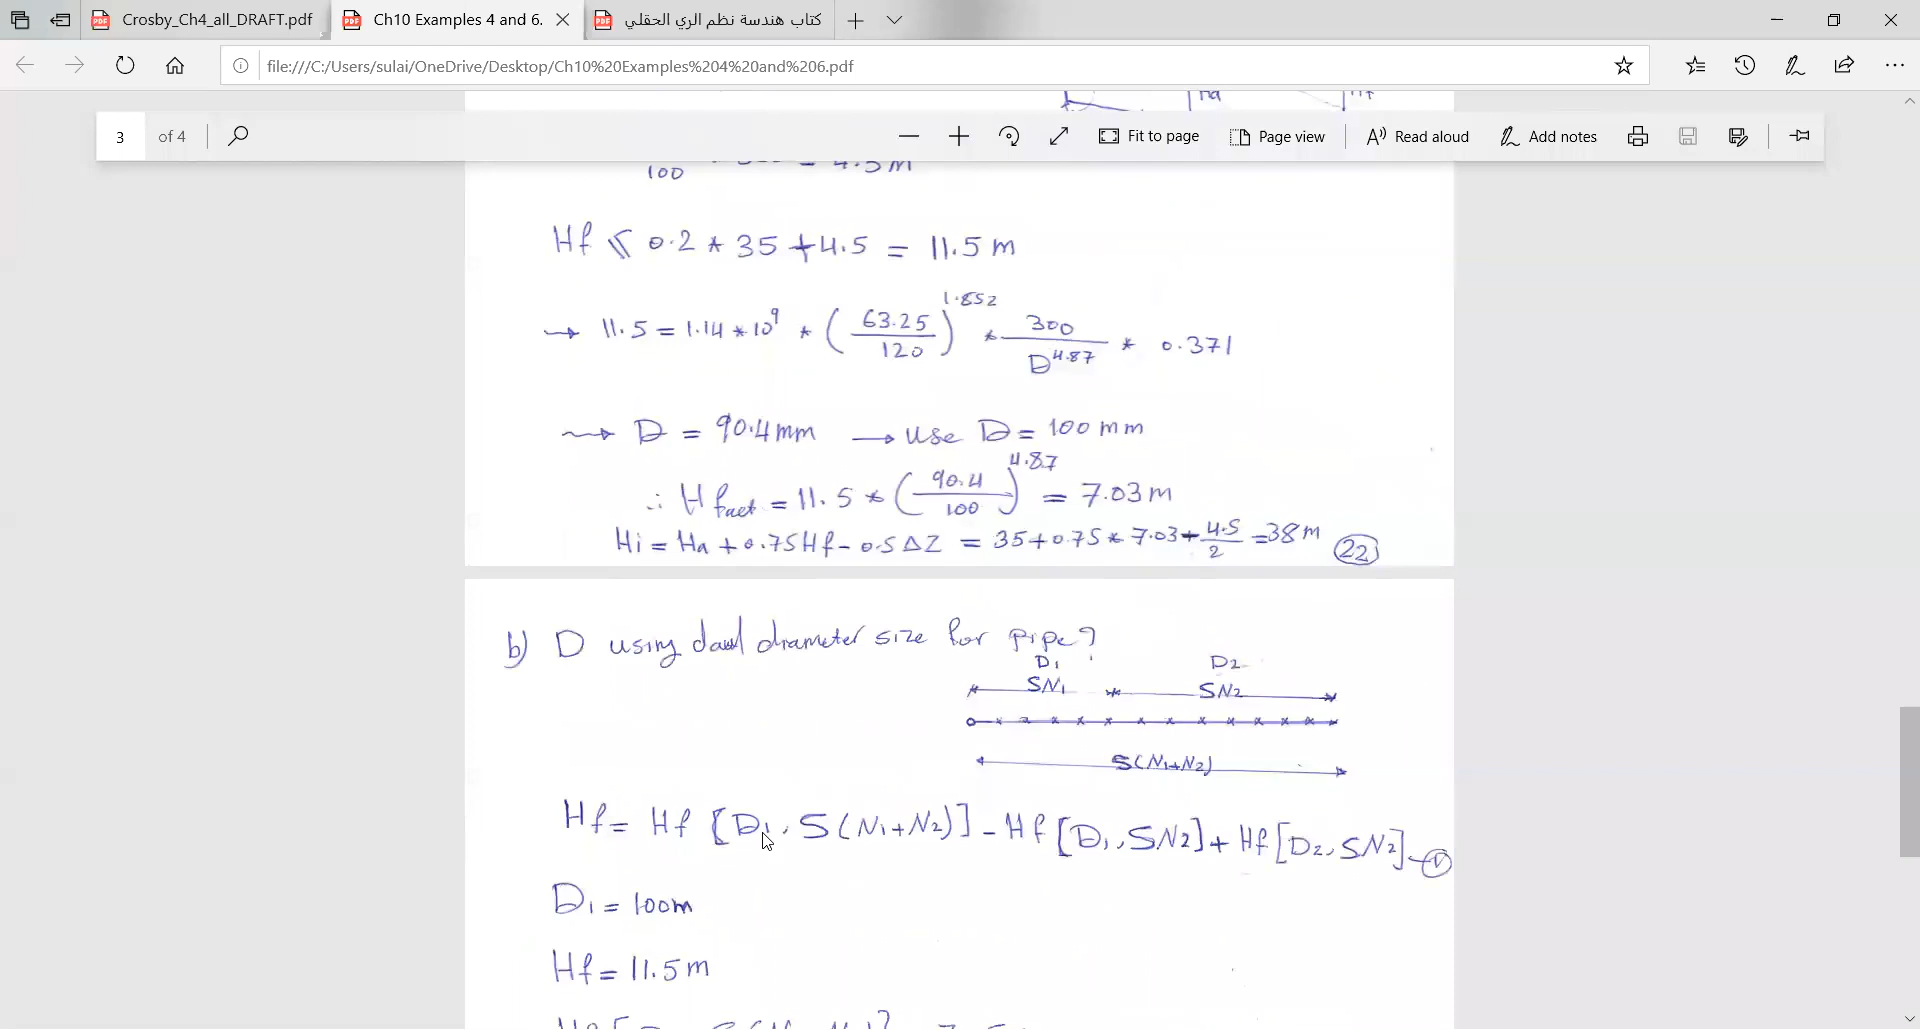 Crosby_Ch4_all_DRAFT.pdf
Ch10 Examples 4 and 6.
كتاب هندسة نظم الري الحقلي
file:///C:/Users/sulai/OneDrive/Desktop/Ch10%20Examples%204%20and%206.pdf
3 of 4
Fit to page
Page view
Read aloud
Add notes
100 = 4.5 m
Hf ≤ 0.2 * 35 + 4.5 = 11.5 m
→ 11.5 = 1.14 * 10^9 * (63.25/120)^1.852 * 300/D^4.87 * 0.371
→ D = 90.4 mm → Use D = 100 mm
∴ Hfact = 11.5 * (90.4/100)^4.87 = 7.03 m
Hi = Ha + 0.75Hf - 0.5ΔZ = 35 + 0.75 * 7.03 - 4.5/2 = 38 m (22)
b) D using daul diameter size for pipe?
D1 D2
SN1 SN2
S(N1+N2)
Hf = Hf [D1, S(N1+N2)] - Hf [D1, SN2] + Hf [D2, SN2]
D1 = 100m
Hf = 11.5 m